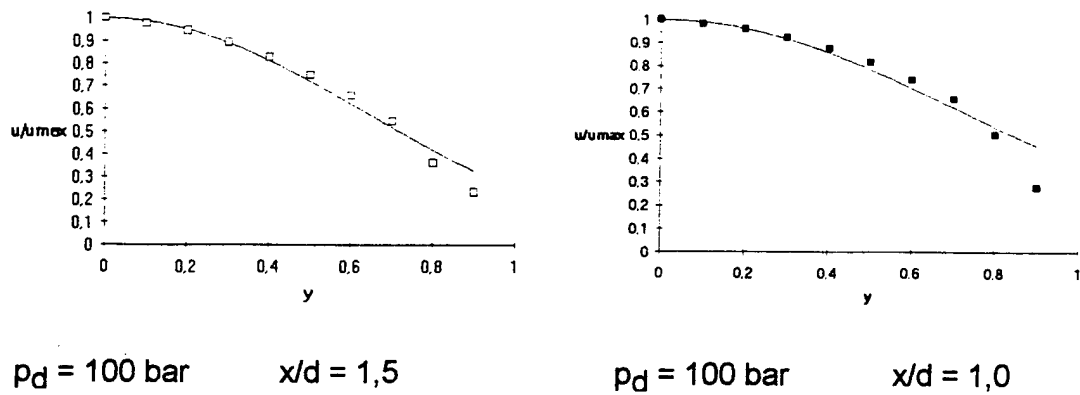 1
0,9
0,8
0,7
0,6
u/umax 0,5
0,4
0,3
0,2
0,1
0
0 0,2 0,4 0,6 0,8 1
y
1
0,9
0,8
0,7
0,6
u/umax 0,5
0,4
0,3
0,2
0,1
0
0 0,2 0,4 0,6 0,8 1
y
pd = 100 bar x/d = 1,5
pd = 100 bar x/d = 1,0